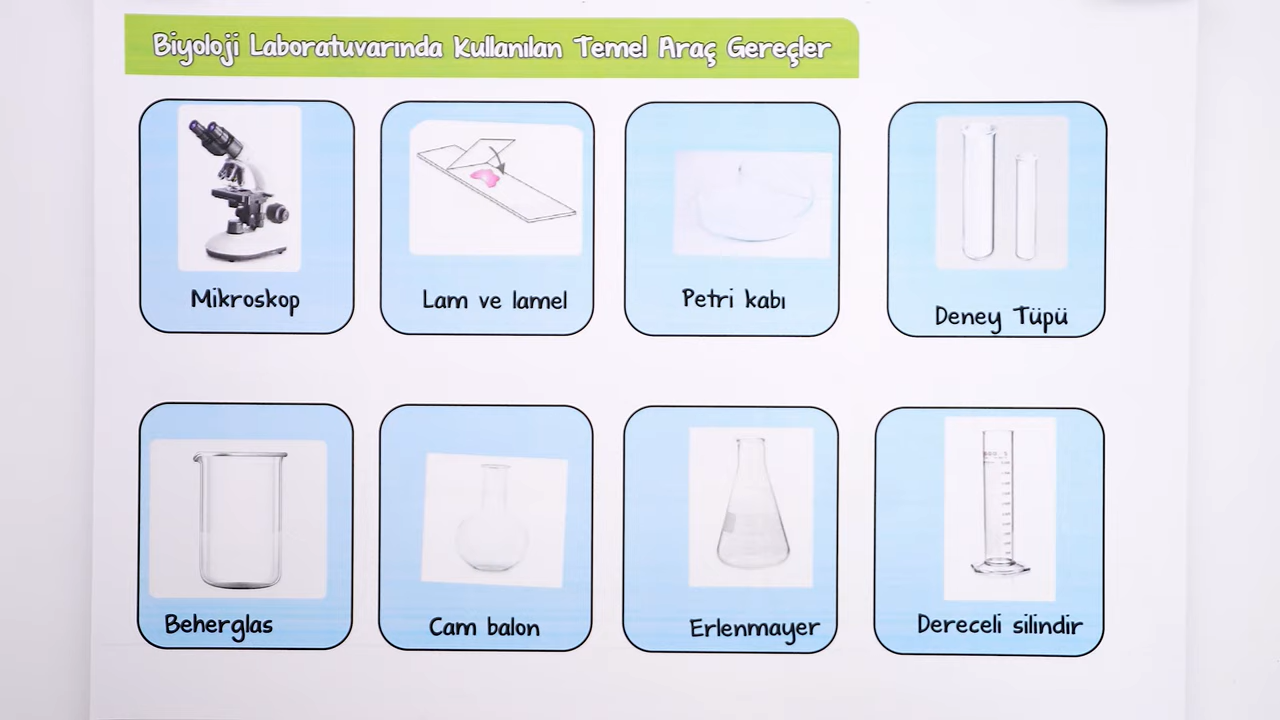 Biyoloji Laboratuvarında Kullanılan Temel Araç Gereçler
Mikroskop
Lam ve lamel
Petri kabı
Deney Tüpü
Beherglas
Cam balon
Erlenmayer
Dereceli silindir